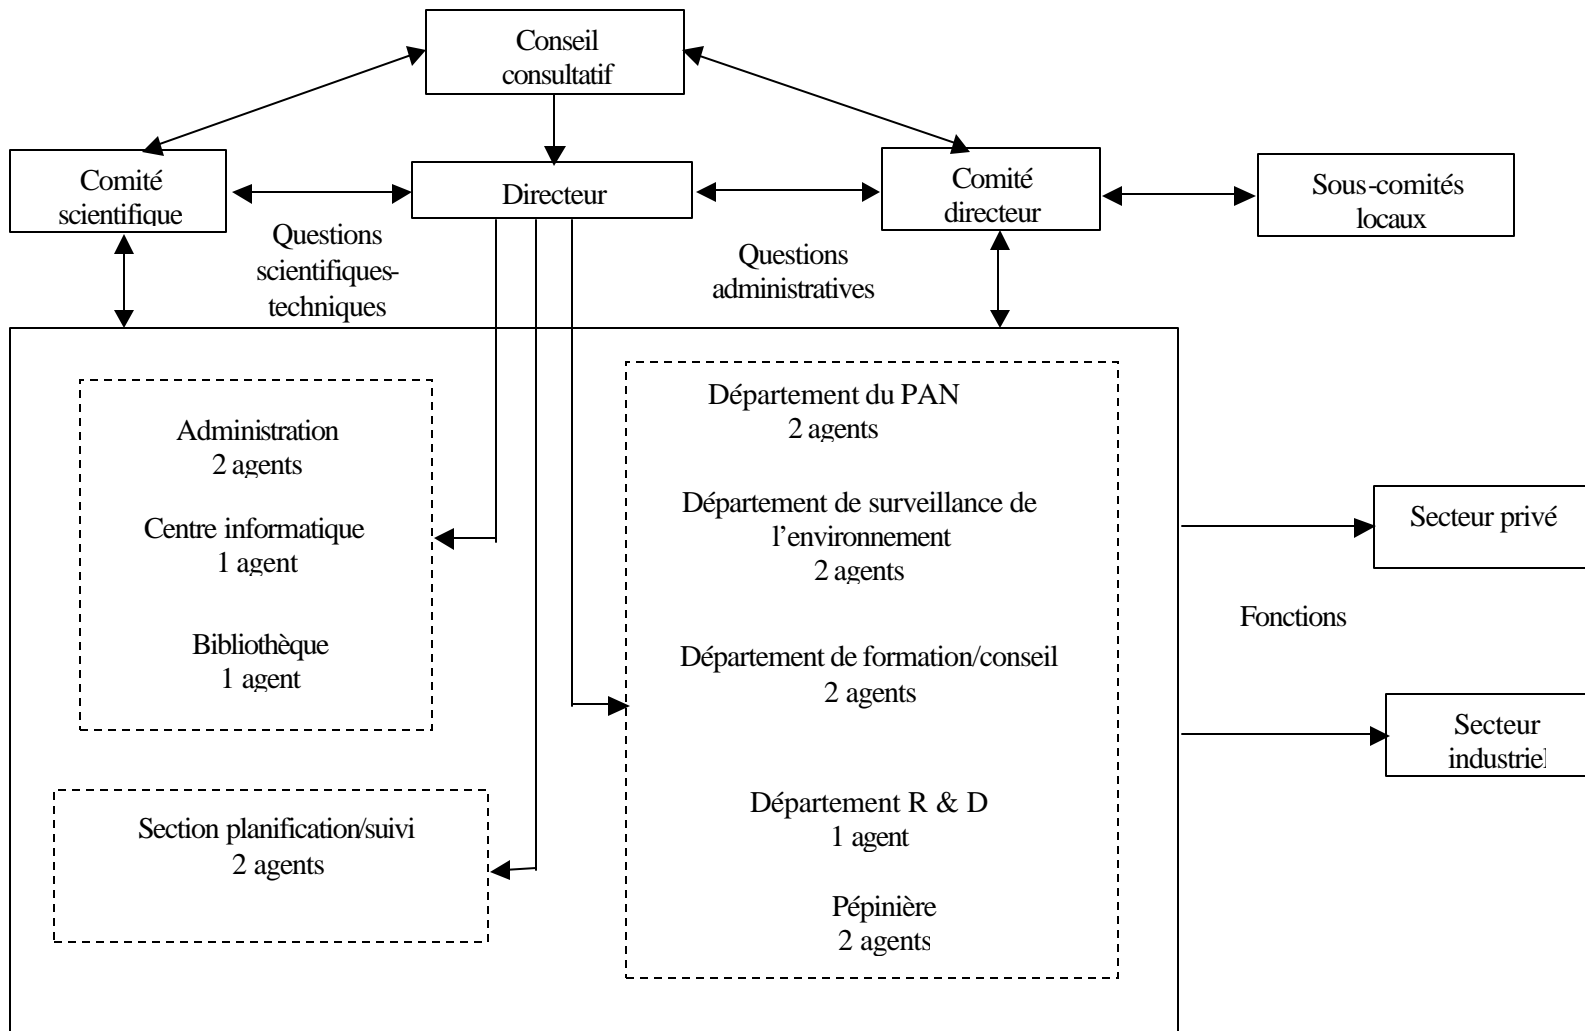 Conseil
consultatif
Comité
scientifique
Directeur
Comité
directeur
Sous-comités
locaux
Questions
scientifiques-
techniques
Questions
administratives
Administration
2 agents
Centre informatique
1 agent
Bibliothèque
1 agent
Section planification/suivi
2 agents
Département du PAN
2 agents
Département de surveillance de
l’environnement
2 agents
Département de formation/conseil
2 agents
Département R & D
1 agent
Pépinière
2 agents
Secteur privé
Fonctions
Secteur
industriel